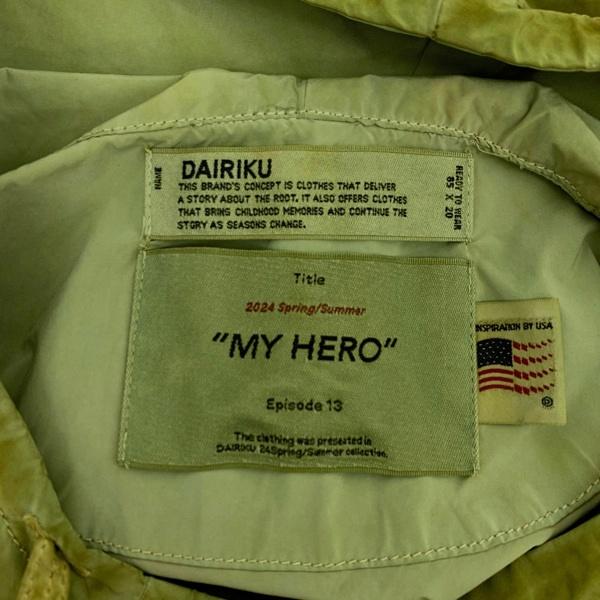 NAME
DAIRIKU
THIS BRAND'S CONCEPT IS CLOTHES THAT DELIVER
A STORY ABOUT THE ROOT. IT ALSO OFFERS CLOTHES
THAT BRING CHILDHOOD MEMORIES AND CONTINUE THE
STORY AS SEASONS CHANGE.
READY TO WEAR
85 X 20
Title
2024 Spring/Summer
"MY HERO"
Episode 13
The clothing was presented in
DAIRIKU 24Spring/Summer collection.
INSPIRATION BY USA